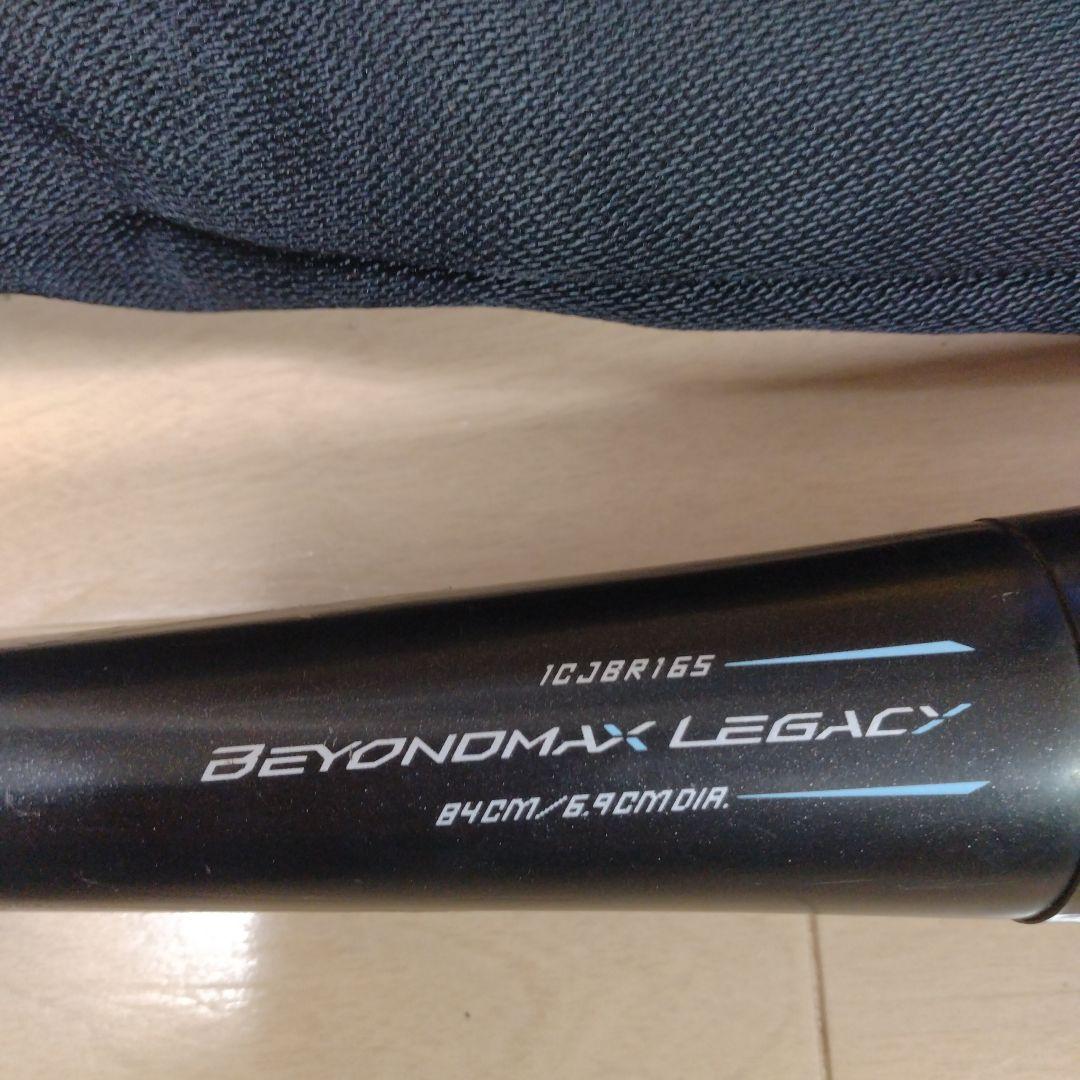 1CJBR165
BEYONDMAX LEGACY
84CM/6.9CMDIA.